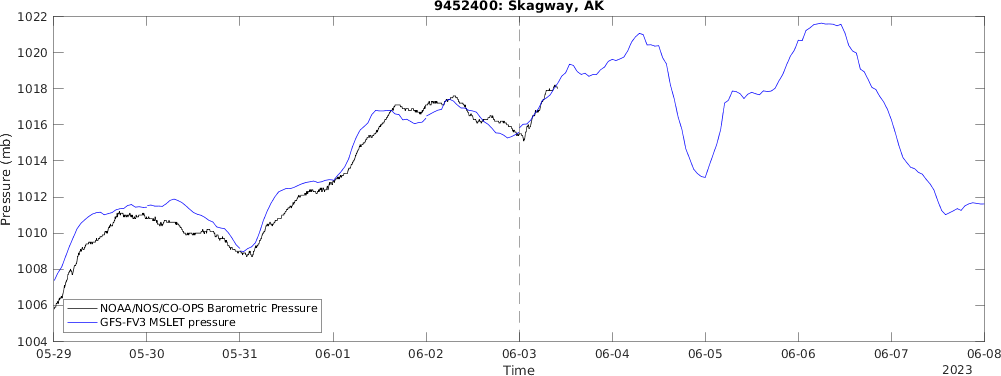 9452400: Skagway, AK
Pressure (mb)
1022
1020
1018
1016
1014
1012
1010
1008
1006
1004
NOAA/NOS/CO-OPS Barometric Pressure
GFS-FV3 MSLET pressure
05-29 05-30 05-31 06-01 06-02 06-03 06-04 06-05 06-06 06-07 06-08
Time
2023